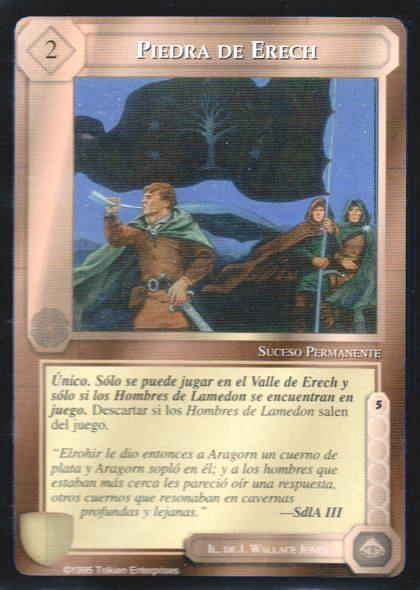 2
PIEDRA DE ERECH
SUCESO PERMANENTE
Único. Sólo se puede jugar en el Valle de Erech y
sólo si los Hombres de Lamedon se encuentran en
juego. Descartar si los Hombres de Lamedon salen
del juego.
5
“Elrohir le dio entonces a Aragorn un cuerno de
plata y Aragorn sopló en él; y a los hombres que
estaban más cerca les pareció oír una respuesta,
otros cuernos que resonaban en cavernas
profundas y lejanas.” —SdlA III
IL. DE J. WALLACE JONES
©1995 Tolkien Enterprises